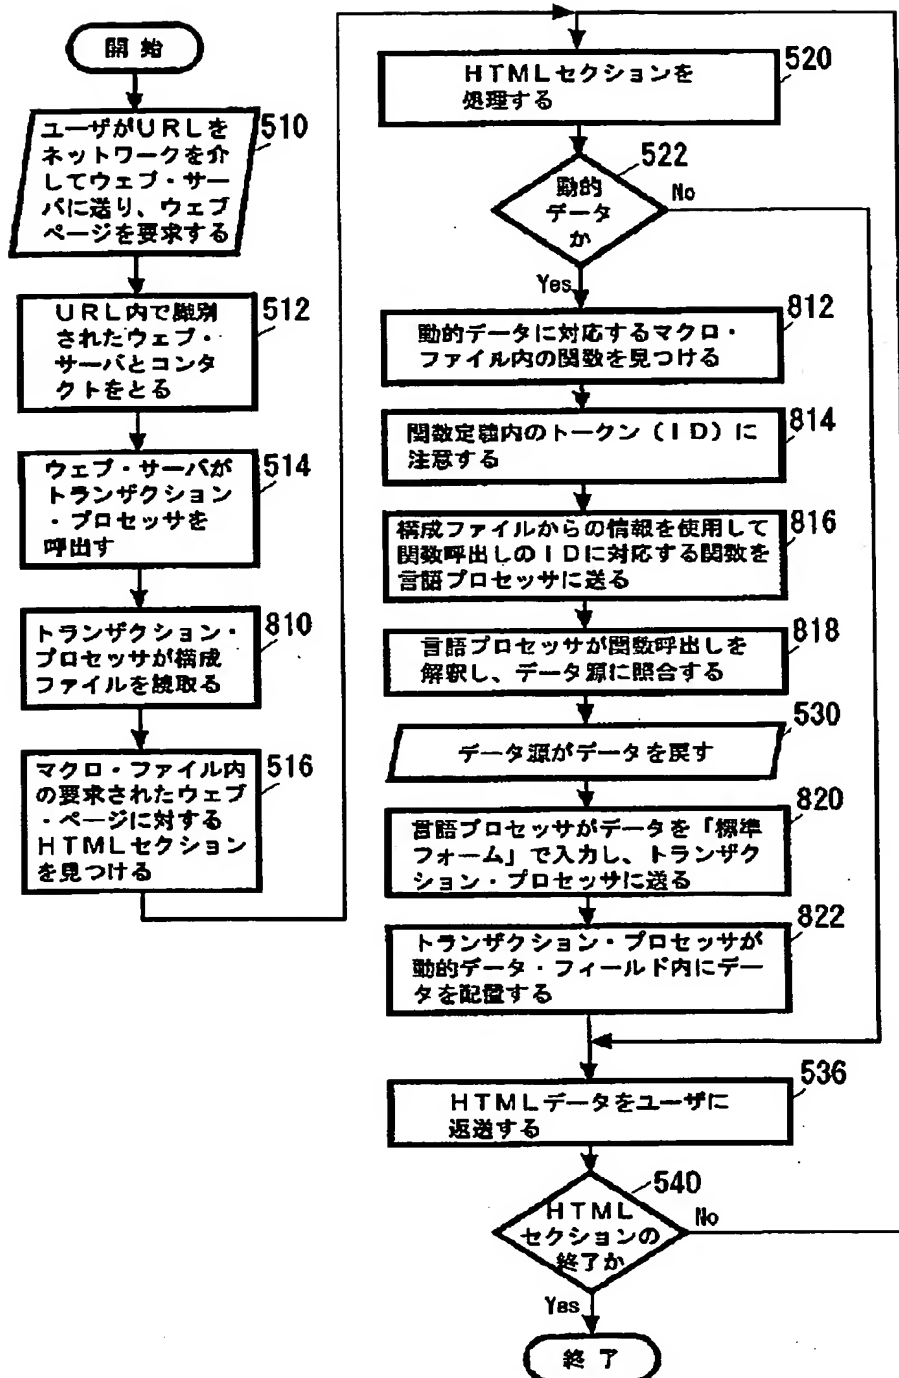 開始
ユーザがURLを
ネットワークを介
してウェブ・サー
バに送り、ウェブ
ページを要求する
510
URL内で識別
されたウェブ・
サーバとコンタ
クトをとる
512
ウェブ・サーバが
トランザクション
・プロセッサを
呼出す
514
トランザクション・
プロセッサが構成
ファイルを読取る
810
マクロ・ファイル内
の要求されたウェブ
・ページに対する
HTMLセクション
を見つける
516
HTMLセクションを
処理する
520
動的
データ
か
522
No
Yes
動的データに対応するマクロ・
ファイル内の関数を見つける
812
関数定義内のトークン(ID)に
注意する
814
構成ファイルからの情報を使用して
関数呼出しのIDに対応する関数を
言語プロセッサに送る
816
言語プロセッサが関数呼出しを
解釈し、データ源に照合する
818
データ源がデータを戻す
530
言語プロセッサがデータを「標準
フォーム」で入力し、トランザク
ション・プロセッサに送る
820
トランザクション・プロセッサが
動的データ・フィールド内にデー
タを配置する
822
HTMLデータをユーザに
返送する
536
HTML
セクションの
終了か
540
No
Yes
終了